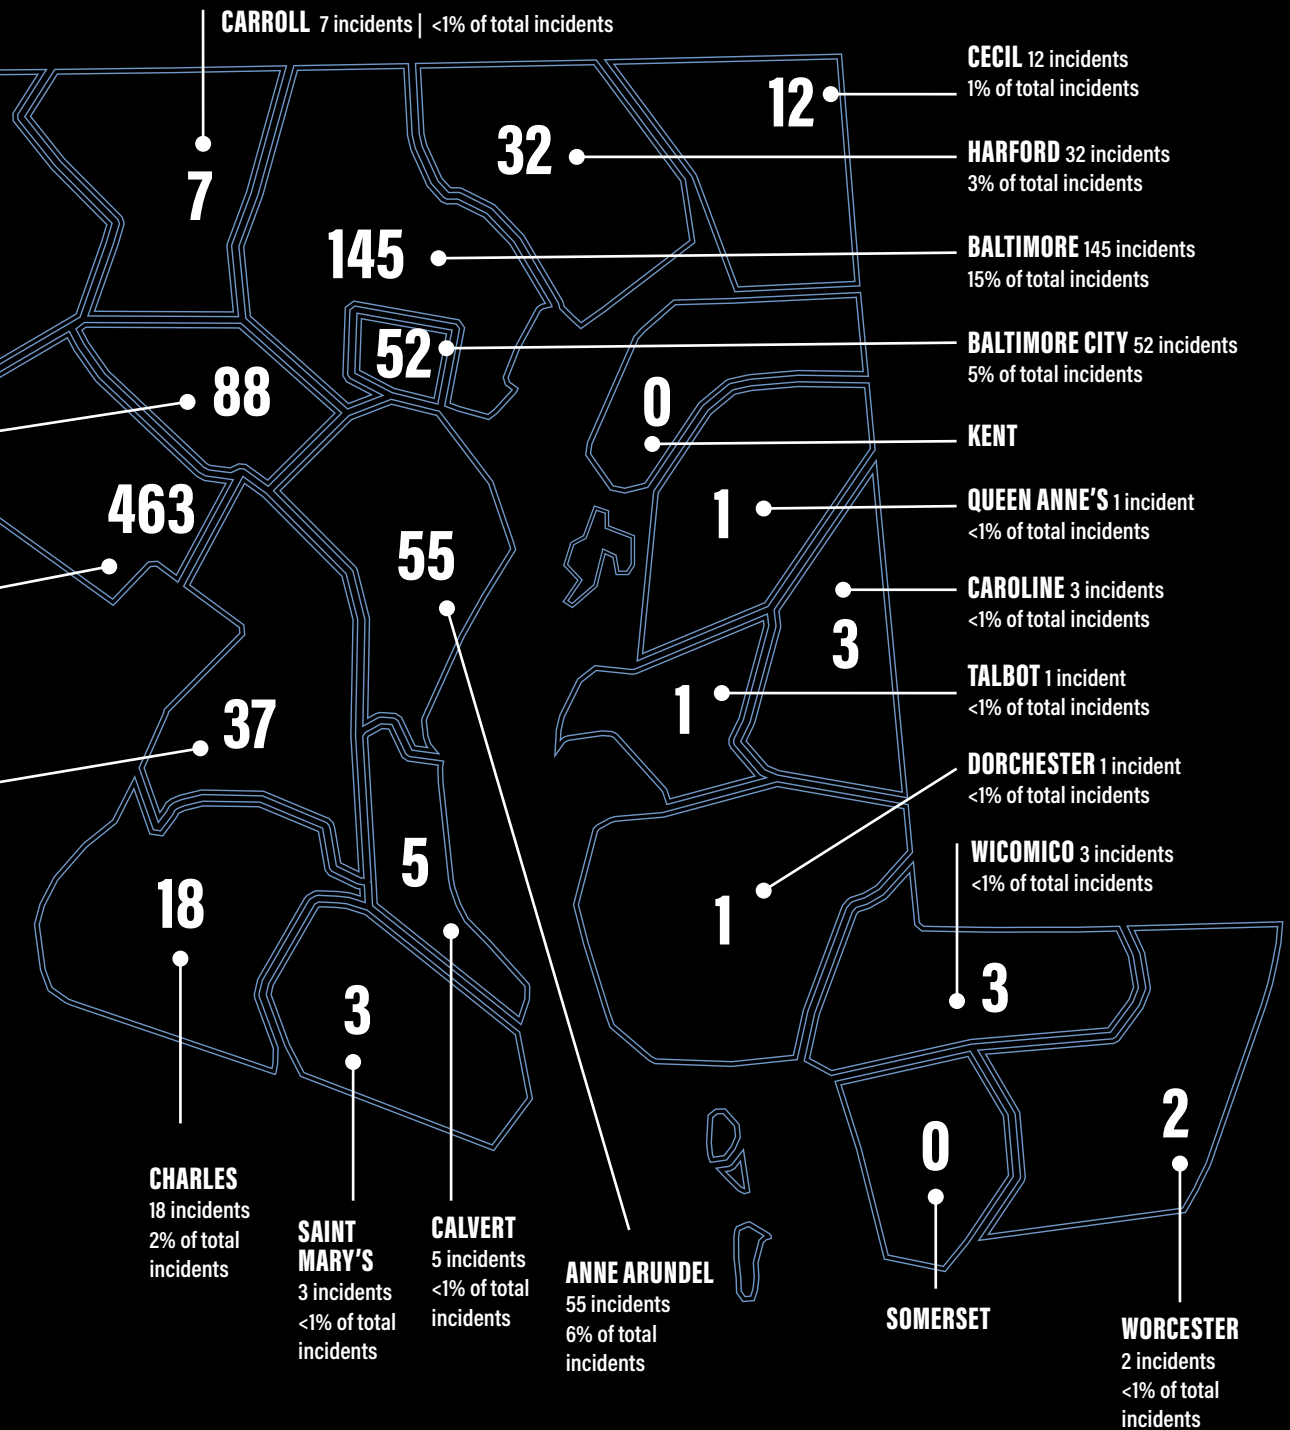 CARROLL 7 incidents | <1% of total incidents
CECIL 12 incidents
1% of total incidents
12
HARFORD 32 incidents
3% of total incidents
32
7
BALTIMORE 145 incidents
15% of total incidents
145
BALTIMORE CITY 52 incidents
5% of total incidents
52
88
0
KENT
463
1
QUEEN ANNE'S 1 incident
<1% of total incidents
55
CAROLINE 3 incidents
<1% of total incidents
3
TALBOT 1 incident
<1% of total incidents
1
37
DORCHESTER 1 incident
<1% of total incidents
5
WICOMICO 3 incidents
<1% of total incidents
18
1
3
3
2
0
CHARLES
18 incidents
2% of total
incidents
SAINT
MARY'S
3 incidents
<1% of total
incidents
CALVERT
5 incidents
<1% of total
incidents
ANNE ARUNDEL
55 incidents
6% of total
incidents
SOMERSET
WORCESTER
2 incidents
<1% of total
incidents